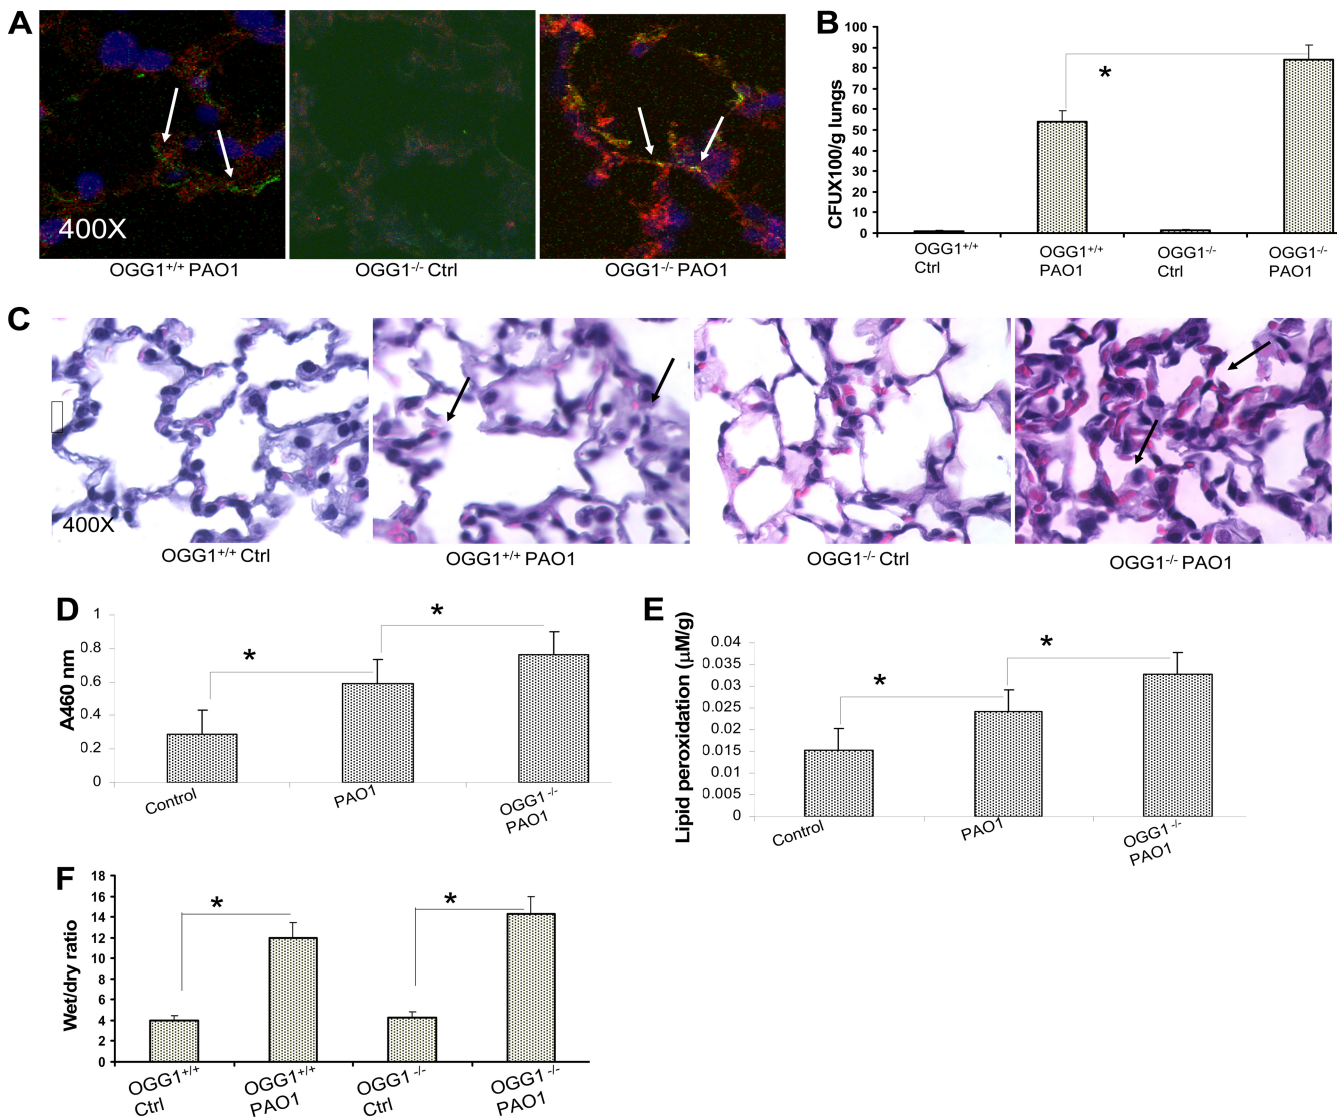 A
400X
OGG1+/+ PAO1
OGG1-/- Ctrl
OGG1-/- PAO1
B
CFUX100/g lungs
100
90
80
70
60
50
40
30
20
10
0
*
OGG1+/+
Ctrl
OGG1+/+
PAO1
OGG1-/-
Ctrl
OGG1-/-
PAO1
C
400X
OGG1+/+ Ctrl
OGG1+/+ PAO1
OGG1-/- Ctrl
OGG1-/- PAO1
D
A460 nm
1
0.8
0.6
0.4
0.2
0
*
*
Control
PAO1
OGG1-/-
PAO1
E
Lipid peroxidation (µM/g)
0.04
0.035
0.03
0.025
0.02
0.015
0.01
0.005
0
*
*
Control
PAO1
OGG1-/-
PAO1
F
Wet/dry ratio
18
16
14
12
10
8
6
4
2
0
*
*
OGG1+/+
Ctrl
OGG1+/+
PAO1
OGG1-/-
Ctrl
OGG1-/-
PAO1